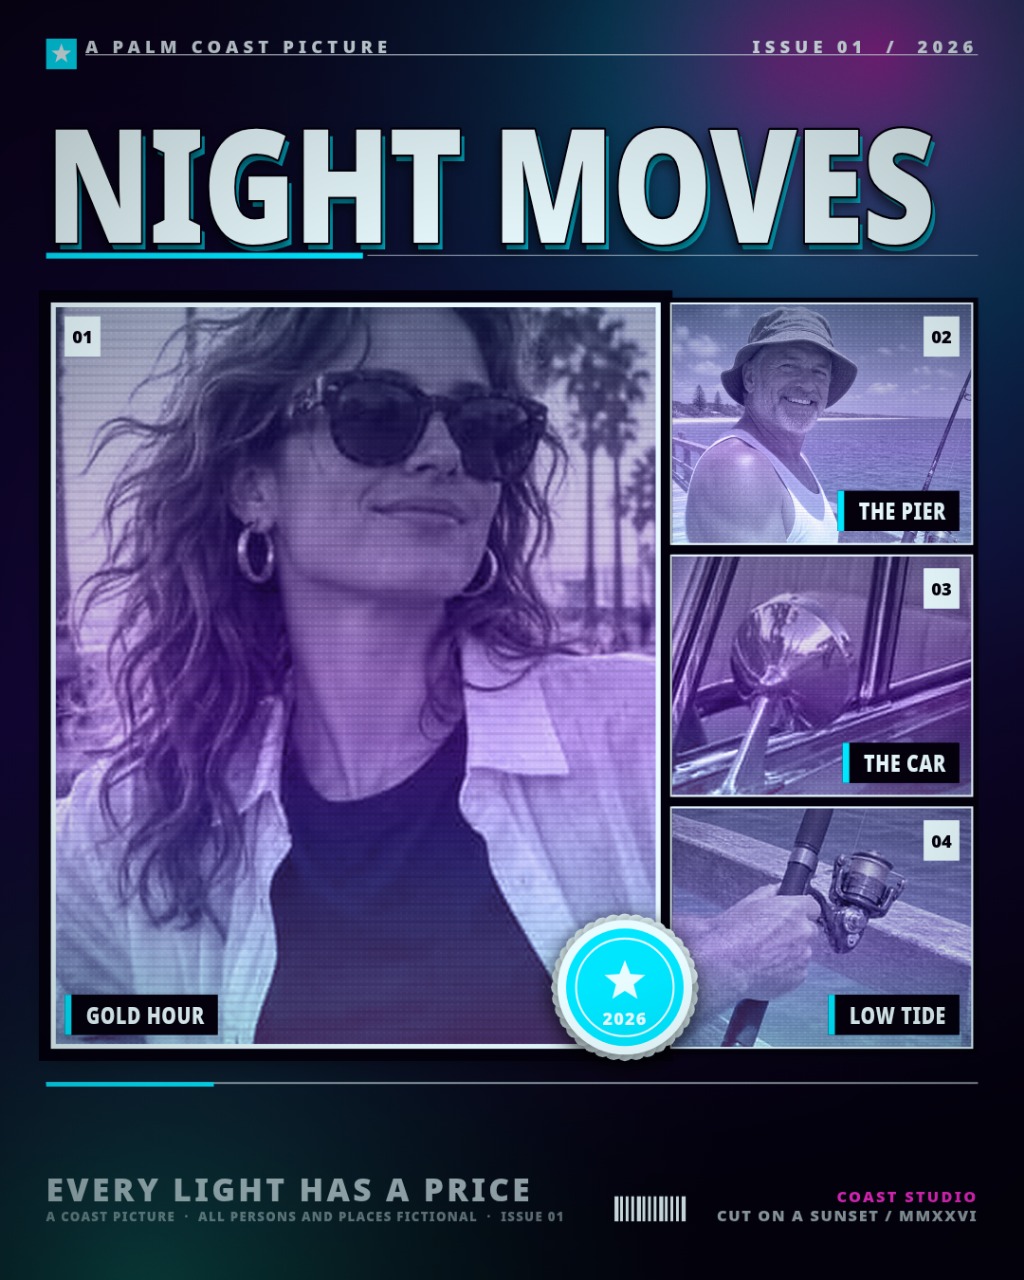 A PALM COAST PICTURE
ISSUE 01 / 2026
NIGHT MOVES
01
02
THE PIER
03
THE CAR
04
GOLD HOUR
2026
LOW TIDE
EVERY LIGHT HAS A PRICE
A COAST PICTURE · ALL PERSONS AND PLACES FICTIONAL · ISSUE 01
COAST STUDIO
CUT ON A SUNSET / MMXXVI